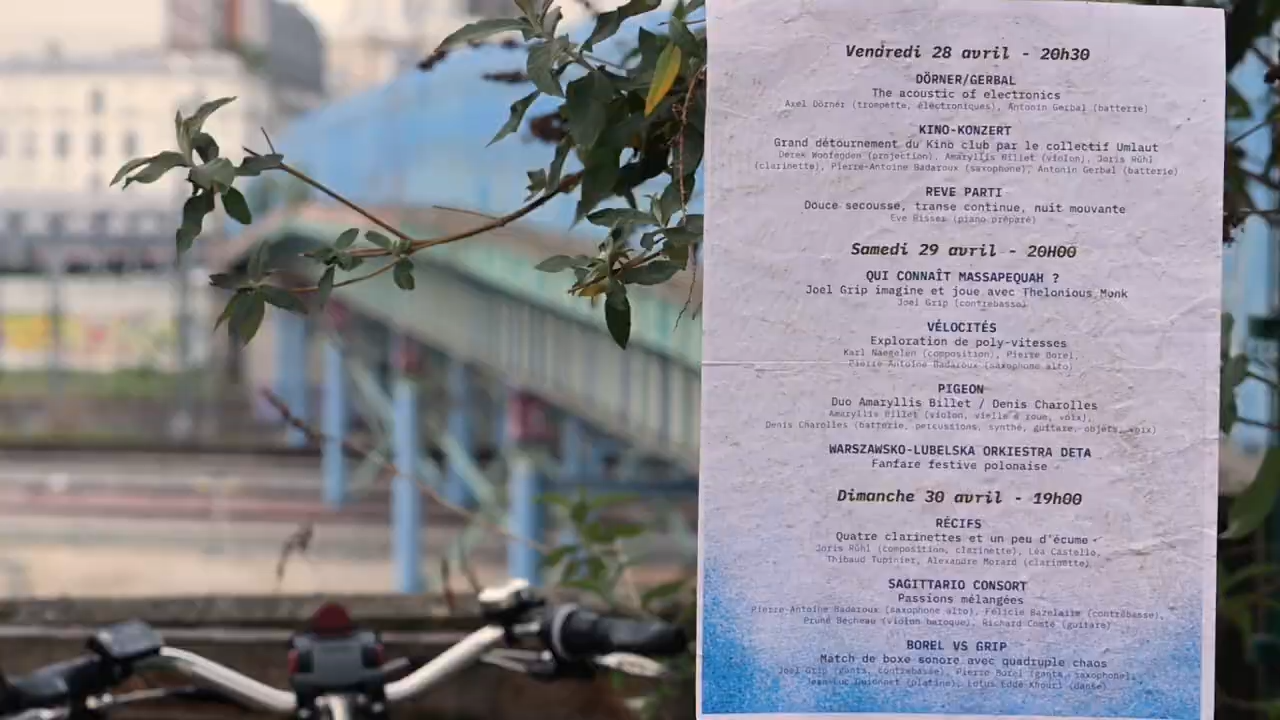 Vendredi 28 avril - 20h30
DÖRNER/GERBAL
The acoustic of electronics
Axel Dörner (trompette, électroniques), Antonin Gerbal (batterie)
KINO-KONZERT
Grand détournement du Kino club par le collectif Umlaut
Derek Woofenden (projection), Amaryllis Billet (violon), Joris Rühl
(clarinette), Pierre-Antoine Badaroux (saxophone), Antonin Gerbal (batterie)
REVE PARTI
Douce secousse, transe continue, nuit mouvante
Eve Risser (piano préparé)
Samedi 29 avril - 20H00
QUI CONNAÎT MASSAPEQUAH ?
Joel Grip imagine et joue avec Thelonious Monk
Joel Grip (contrebasse)
VÉLOCITÉS
Exploration de poly-vitesses
Karl Naegelen (composition), Pierre Borel,
Pierre Antoine Badaroux (saxophone alto)
PIGEON
Duo Amaryllis Billet / Denis Charolles
Amaryllis Billet (violon, vielle à roue, voix),
Denis Charolles (batterie, percussions, synthé, guitare, objets, voix)
WARSZAWSKO-LUBELSKA ORKIESTRA DETA
Fanfare festive polonaise
Dimanche 30 avril - 19h00
RÉCIFS
Quatre clarinettes et un peu d'écume
Joris Rühl (composition, clarinette), Léa Castello,
Thibaud Tupinier, Alexandre Morard (clarinette)
SAGITTARIO CONSORT
Passions mélangées
Pierre-Antoine Badaroux (saxophone alto), Félicie Bazelaire (contrebasse),
Prune Bécheau (violon baroque), Richard Comte (guitare)
BOREL VS GRIP
Match de boxe sonore avec quadruple chaos
Joel Grip (gants, contrebasse), Pierre Borel (gants, saxophone),
Jean-Luc Guionnet (platine), Lotus Eddé Khouri (danse)